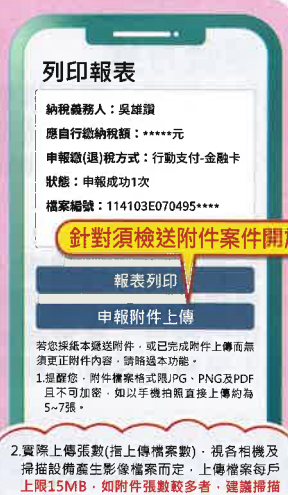 列印報表
納稅義務人：吳雄讚
應自行繳納稅額：*****元
申報繳(退)稅方式：行動支付-金融卡
狀態：申報成功1次
檔案編號：114103E070495****
針對須檢送附件案件開放
報表列印
申報附件上傳
若您採紙本遞送附件，或已完成附件上傳而無
須更正附件內容，請略過本功能。
1.提醒您，附件檔案格式限JPG、PNG及PDF
且不可加密，如以手機拍照直接上傳約為
5~7張。
2.實際上傳張數(指上傳檔案數)，視各相機及
掃描設備產生影像檔案而定，上傳檔案每戶
上限15MB，如附件張數較多者，建議掃描